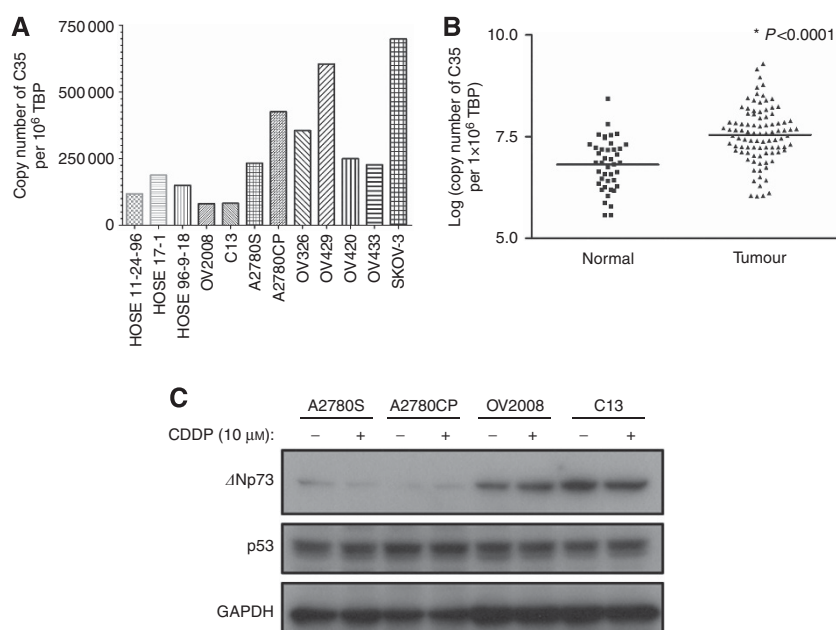 A
Copy number of C35
per 10⁶ TBP
750 000
500 000
250 000
0
HOSE 11-24-96
HOSE 17-1
HOSE 96-9-18
OV2008
C13
A2780S
A2780CP
OV326
OV429
OV420
OV433
SKOV-3
B
Log (copy number of C35
per 1×10⁶ TBP)
10.0
7.5
5.0
* P<0.0001
Normal Tumour
C
A2780S A2780CP OV2008 C13
CDDP (10 μM): – + – + – + – +
ΔNp73
p53
GAPDH